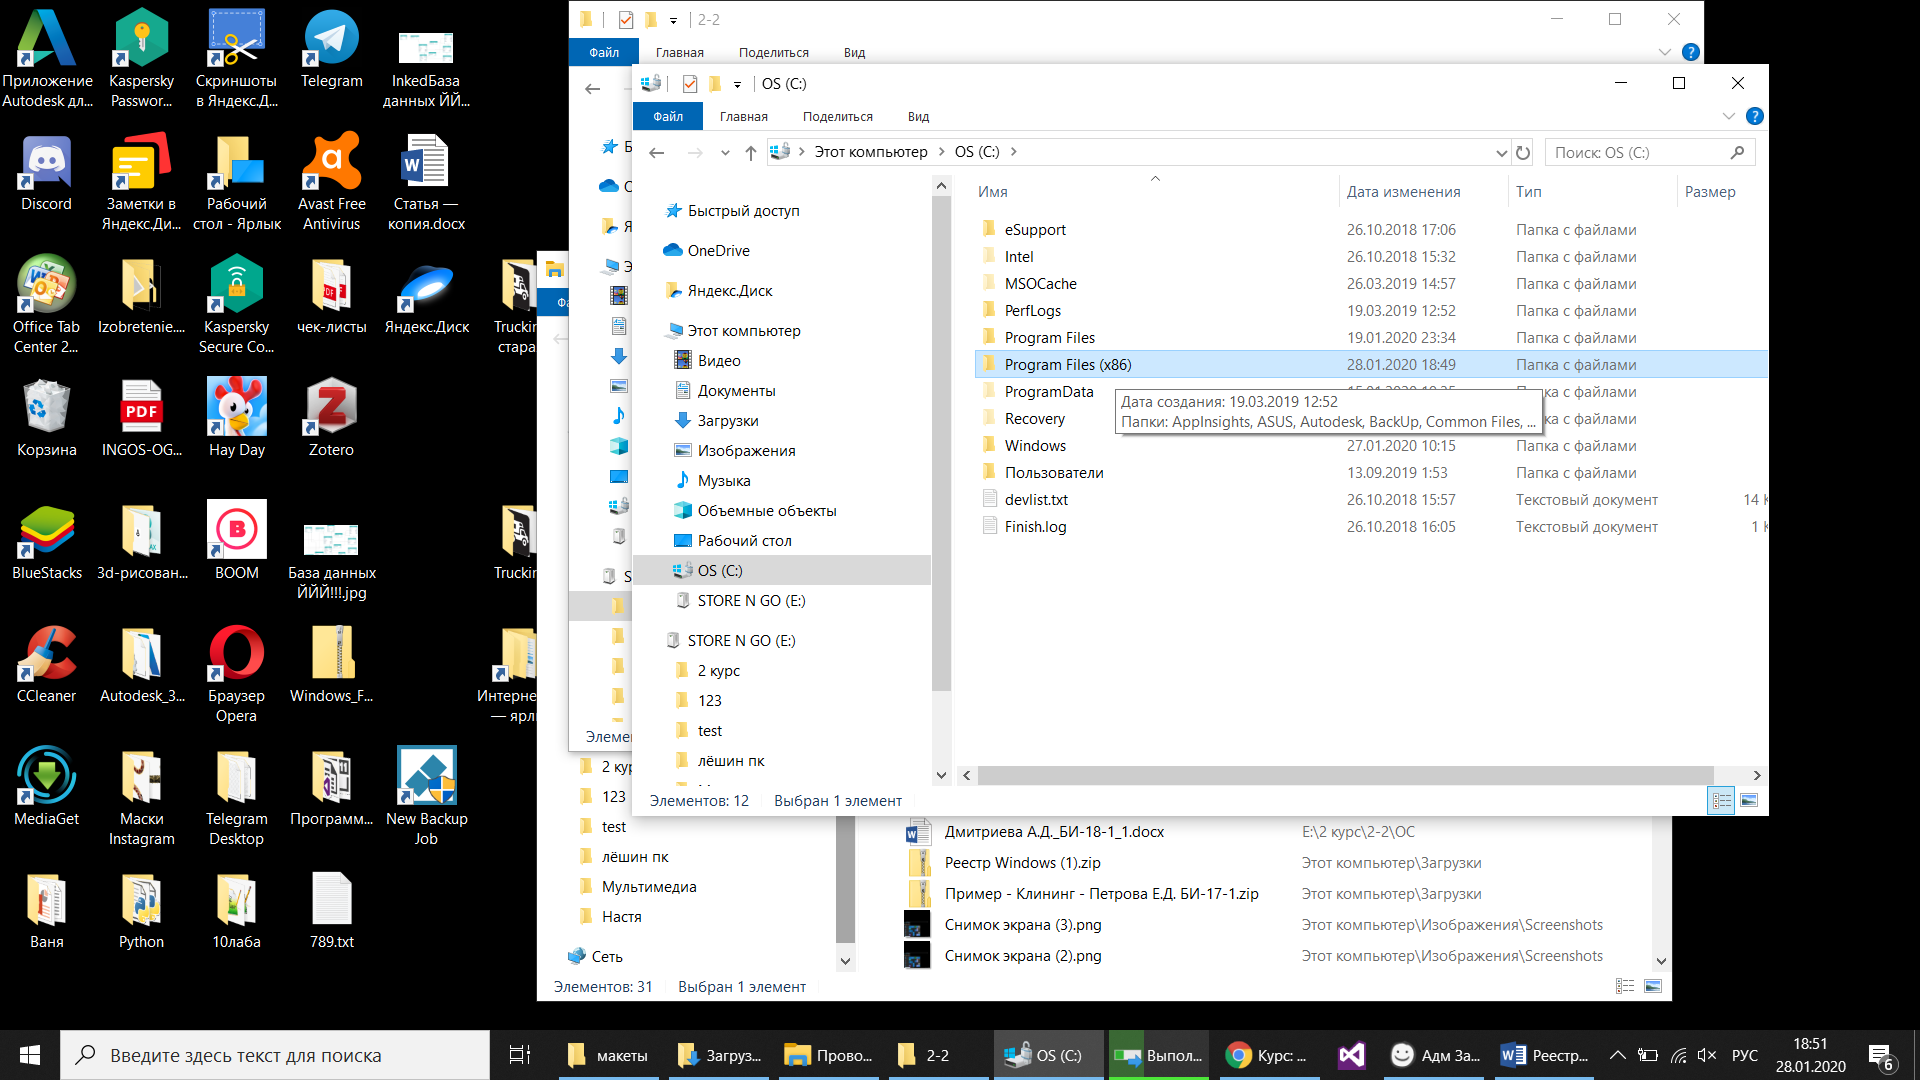 Приложение
Autodesk дл...
Kaspersky
Passwor...
Скриншоты
в Яндекс.Д...
Telegram
InkedБаза
данных ЙЙ...
Discord
Заметки в
Яндекс.Ди...
Рабочий
стол - Ярлык
Avast Free
Antivirus
Статья —
копия.docx
Office Tab
Center 2...
Izobretenie....
Kaspersky
Secure Co...
чек-листы
Яндекс.Диск
Truckin
стара
Корзина
INGOS-OG...
Hay Day
Zotero
BlueStacks
3d-рисован...
BOOM
База данных
ЙЙЙ!!!.jpg
Truckin
CCleaner
Autodesk_3...
Браузер
Opera
Windows_F...
Интерне
— ярл
MediaGet
Маски
Instagram
Telegram
Desktop
Программ...
New Backup
Job
Ваня
Python
10лаба
789.txt
2-2
Файл
Главная
Поделиться
Вид
OS (C:)
Файл
Главная
Поделиться
Вид
Этот компьютер
OS (C:)
Поиск: OS (C:)
Быстрый доступ
OneDrive
Яндекс.Диск
Этот компьютер
Видео
Документы
Загрузки
Изображения
Музыка
Объемные объекты
Рабочий стол
OS (C:)
STORE N GO (E:)
STORE N GO (E:)
2 курс
123
test
лёшин пк
Имя
Дата изменения
Тип
Размер
eSupport 26.10.2018 17:06 Папка с файлами
Intel 26.10.2018 15:32 Папка с файлами
MSOCache 26.03.2019 14:57 Папка с файлами
PerfLogs 19.03.2019 12:52 Папка с файлами
Program Files 19.01.2020 23:34 Папка с файлами
Program Files (x86) 28.01.2020 18:49 Папка с файлами
ProgramData
Дата создания: 19.03.2019 12:52
Папки: AppInsights, ASUS, Autodesk, BackUp, Common Files, ...
Recovery
Windows 27.01.2020 10:15 Папка с файлами
Пользователи 13.09.2019 1:53 Папка с файлами
devlist.txt 26.10.2018 15:57 Текстовый документ 14
Finish.log 26.10.2018 16:05 Текстовый документ 1
Элементов: 12
Выбран 1 элемент
Элеме
2 ку
123
test
лёшин пк
Мультимедиа
Настя
Сеть
Дмитриева А.Д._БИ-18-1_1.docx E:\2 курс\2-2\ОС
Реестр Windows (1).zip Этот компьютер\Загрузки
Пример - Клининг - Петрова Е.Д. БИ-17-1.zip Этот компьютер\Загрузки
Снимок экрана (3).png Этот компьютер\Изображения\Screenshots
Снимок экрана (2).png Этот компьютер\Изображения\Screenshots
Элементов: 31
Выбран 1 элемент
Введите здесь текст для поиска
макеты
Загруз...
Прово...
2-2
OS (C:)
Выпол...
Курс: ...
Адм За...
Реестр...
РУС
18:51
28.01.2020
6